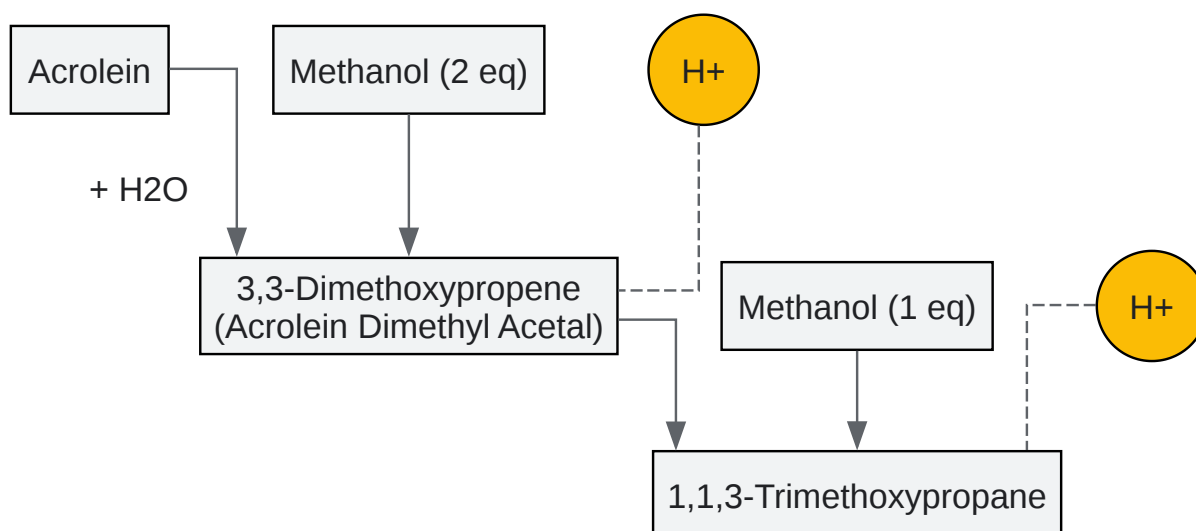 Acrolein
Methanol (2 eq)
H+
+ H2O
3,3-Dimethoxypropene
(Acrolein Dimethyl Acetal)
Methanol (1 eq)
H+
1,1,3-Trimethoxypropane